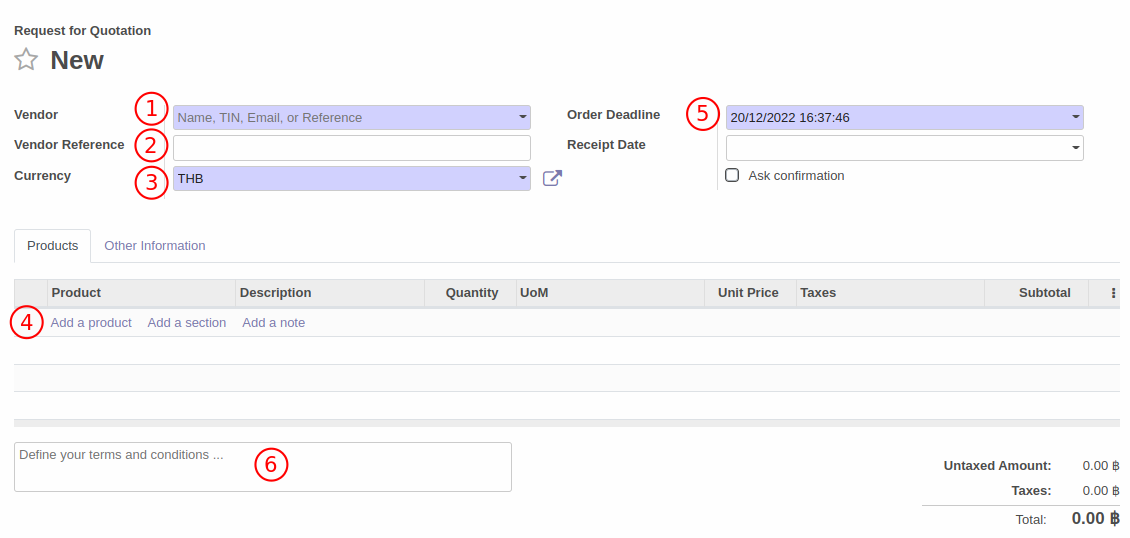 Request for Quotation
New
Vendor 1 Name, TIN, Email, or Reference
Order Deadline 5 20/12/2022 16:37:46
Vendor Reference 2
Receipt Date
Currency 3 THB
Ask confirmation
Products Other Information
Product Description Quantity UoM Unit Price Taxes Subtotal
4 Add a product Add a section Add a note
Define your terms and conditions ...
6
Untaxed Amount: 0.00 ฿
Taxes: 0.00 ฿
Total: 0.00 ฿